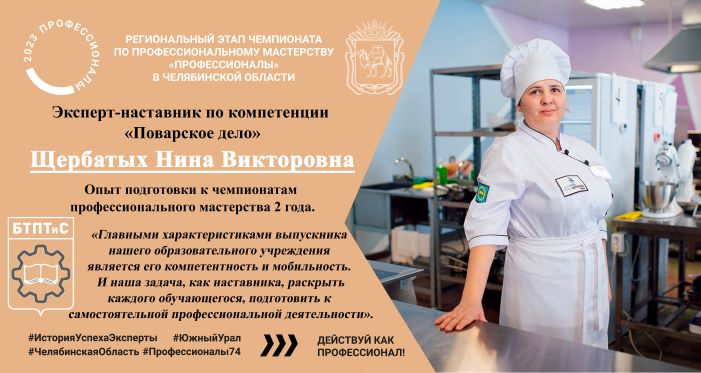 2023 ПРОФЕССИОНАЛЫ
РЕГИОНАЛЬНЫЙ ЭТАП ЧЕМПИОНАТА
ПО ПРОФЕССИОНАЛЬНОМУ МАСТЕРСТВУ
«ПРОФЕССИОНАЛЫ»
В ЧЕЛЯБИНСКОЙ ОБЛАСТИ
Эксперт-наставник по компетенции
«Поварское дело»
Щербатых Нина Викторовна
Опыт подготовки к чемпионатам
профессионального мастерства 2 года.
БТПТиС
«Главными характеристиками выпускника
нашего образовательного учреждения
является его компетентность и мобильность.
И наша задача, как наставника, раскрыть
каждого обучающегося, подготовить к
самостоятельной профессиональной деятельности».
#ИсторияУспехаЭксперты #ЮжныйУрал
#ЧелябинскаяОбласть #Профессионалы74
ДЕЙСТВУЙ КАК
ПРОФЕССИОНАЛ!